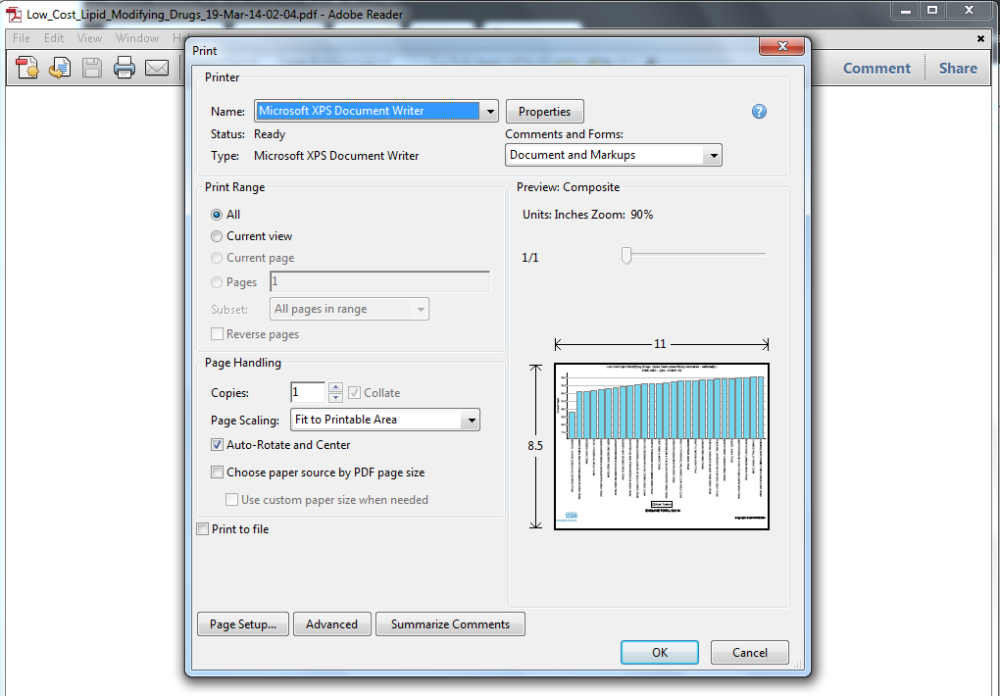 Low_Cost_Lipid_Modifying_Drugs_19-Mar-14-02-04.pdf - Adobe Reader
File Edit View Window
Comment Share
Print
Printer
Name: Microsoft XPS Document Writer Properties
Status: Ready Comments and Forms:
Type: Microsoft XPS Document Writer Document and Markups
Print Range Preview: Composite
All Units: Inches Zoom: 90%
Current view
Current page 1/1
Pages 1
Subset: All pages in range
Reverse pages
11
8.5
Page Handling
Copies: 1 Collate
Page Scaling: Fit to Printable Area
Auto-Rotate and Center
Choose paper source by PDF page size
Use custom paper size when needed
Print to file
Page Setup... Advanced Summarize Comments
OK Cancel